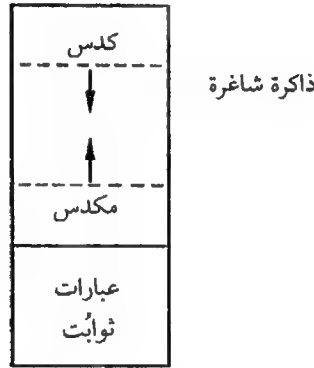 كدس
ذاكرة شاغرة
مكدس
عبارات
ثوابت